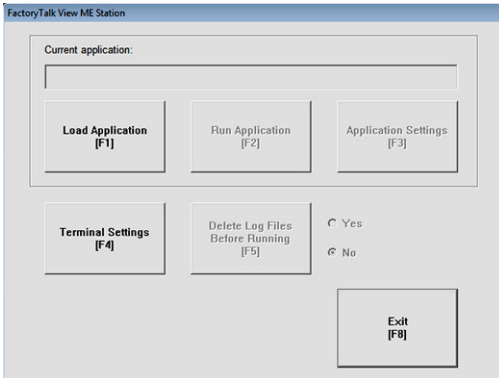 FactoryTalk View ME Station
Current application:
Load Application
[F1]
Run Application
[F2]
Application Settings
[F3]
Terminal Settings
[F4]
Delete Log Files
Before Running
[F5]
Yes
No
Exit
[F8]